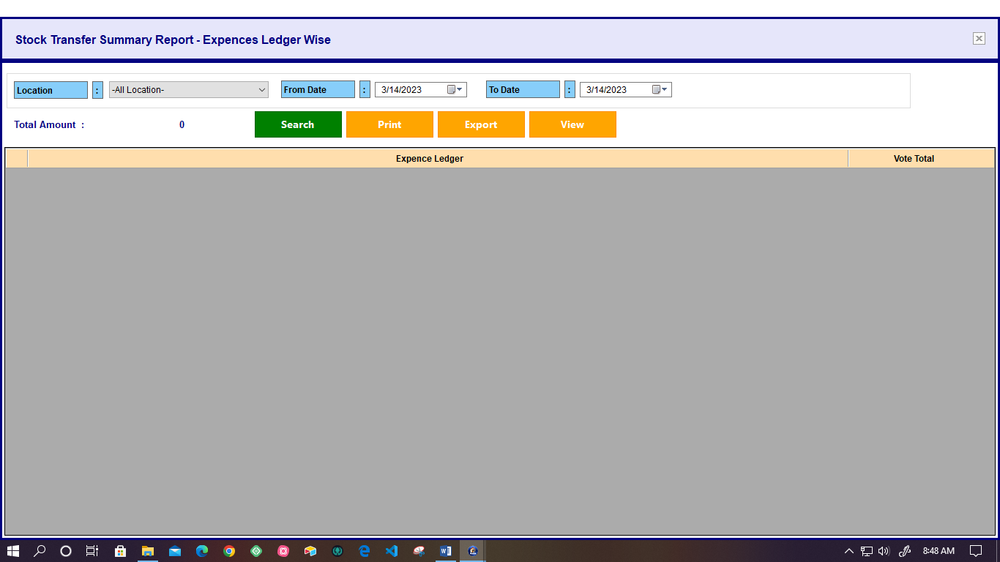 Stock Transfer Summary Report - Expences Ledger Wise
Location : -All Location- From Date : 3/14/2023 To Date : 3/14/2023
Total Amount : 0 Search Print Export View
Expence Ledger Vote Total
8:48 AM